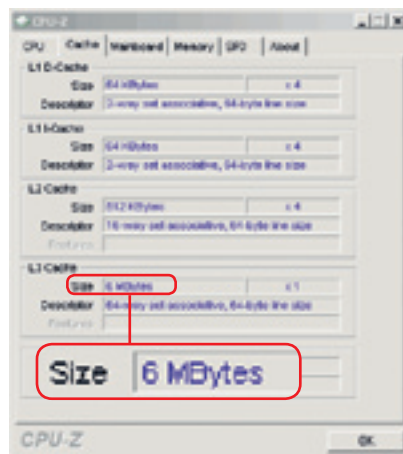 CPU-Z
CPU Cache Mainboard Memory SPD About
L1 D-Cache
Size 64 KBytes x 4
Descriptor 2-way set associative, 64-byte line size
L1 I-Cache
Size 64 KBytes x 4
Descriptor 2-way set associative, 64-byte line size
L2 Cache
Size 512 KBytes x 4
Descriptor 16-way set associative, 64-byte line size
Features
L3 Cache
Size 6 MBytes x 1
Descriptor 64-way set associative, 64-byte line size
Features
Size 6 MBytes
CPU-Z OK